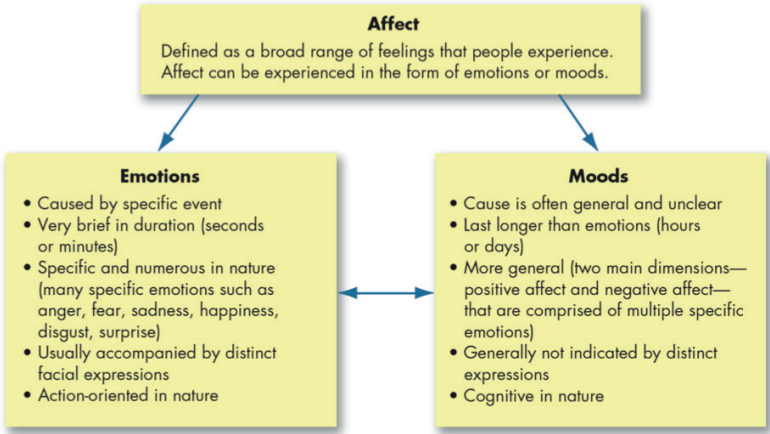 Affect
Defined as a broad range of feelings that people experience.
Affect can be experienced in the form of emotions or moods.
Emotions
• Caused by specific event
• Very brief in duration (seconds
or minutes)
• Specific and numerous in nature
(many specific emotions such as
anger, fear, sadness, happiness,
disgust, surprise)
• Usually accompanied by distinct
facial expressions
• Action-oriented in nature
Moods
• Cause is often general and unclear
• Last longer than emotions (hours
or days)
• More general (two main dimensions—
positive affect and negative affect—
that are comprised of multiple specific
emotions)
• Generally not indicated by distinct
expressions
• Cognitive in nature